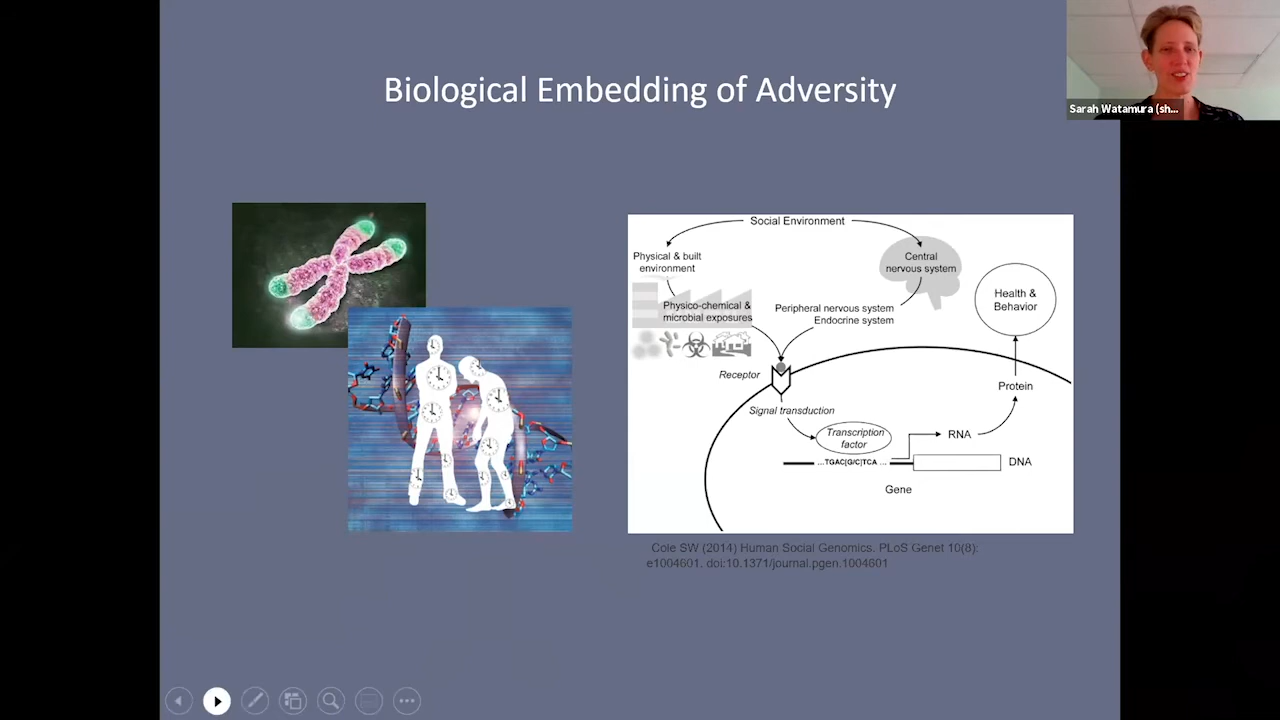 Biological Embedding of Adversity
Sarah Watamura (sh...
Social Environment
Physical & built
environment
Central
nervous system
Physico-chemical &
microbial exposures
Peripheral nervous system
Endocrine system
Health &
Behavior
Receptor
Protein
Signal transduction
Transcription
factor
RNA
...TGAC|G/C|TCA ...
DNA
Gene
Cole SW (2014) Human Social Genomics. PLoS Genet 10(8):
e1004601. doi:10.1371/journal.pgen.1004601